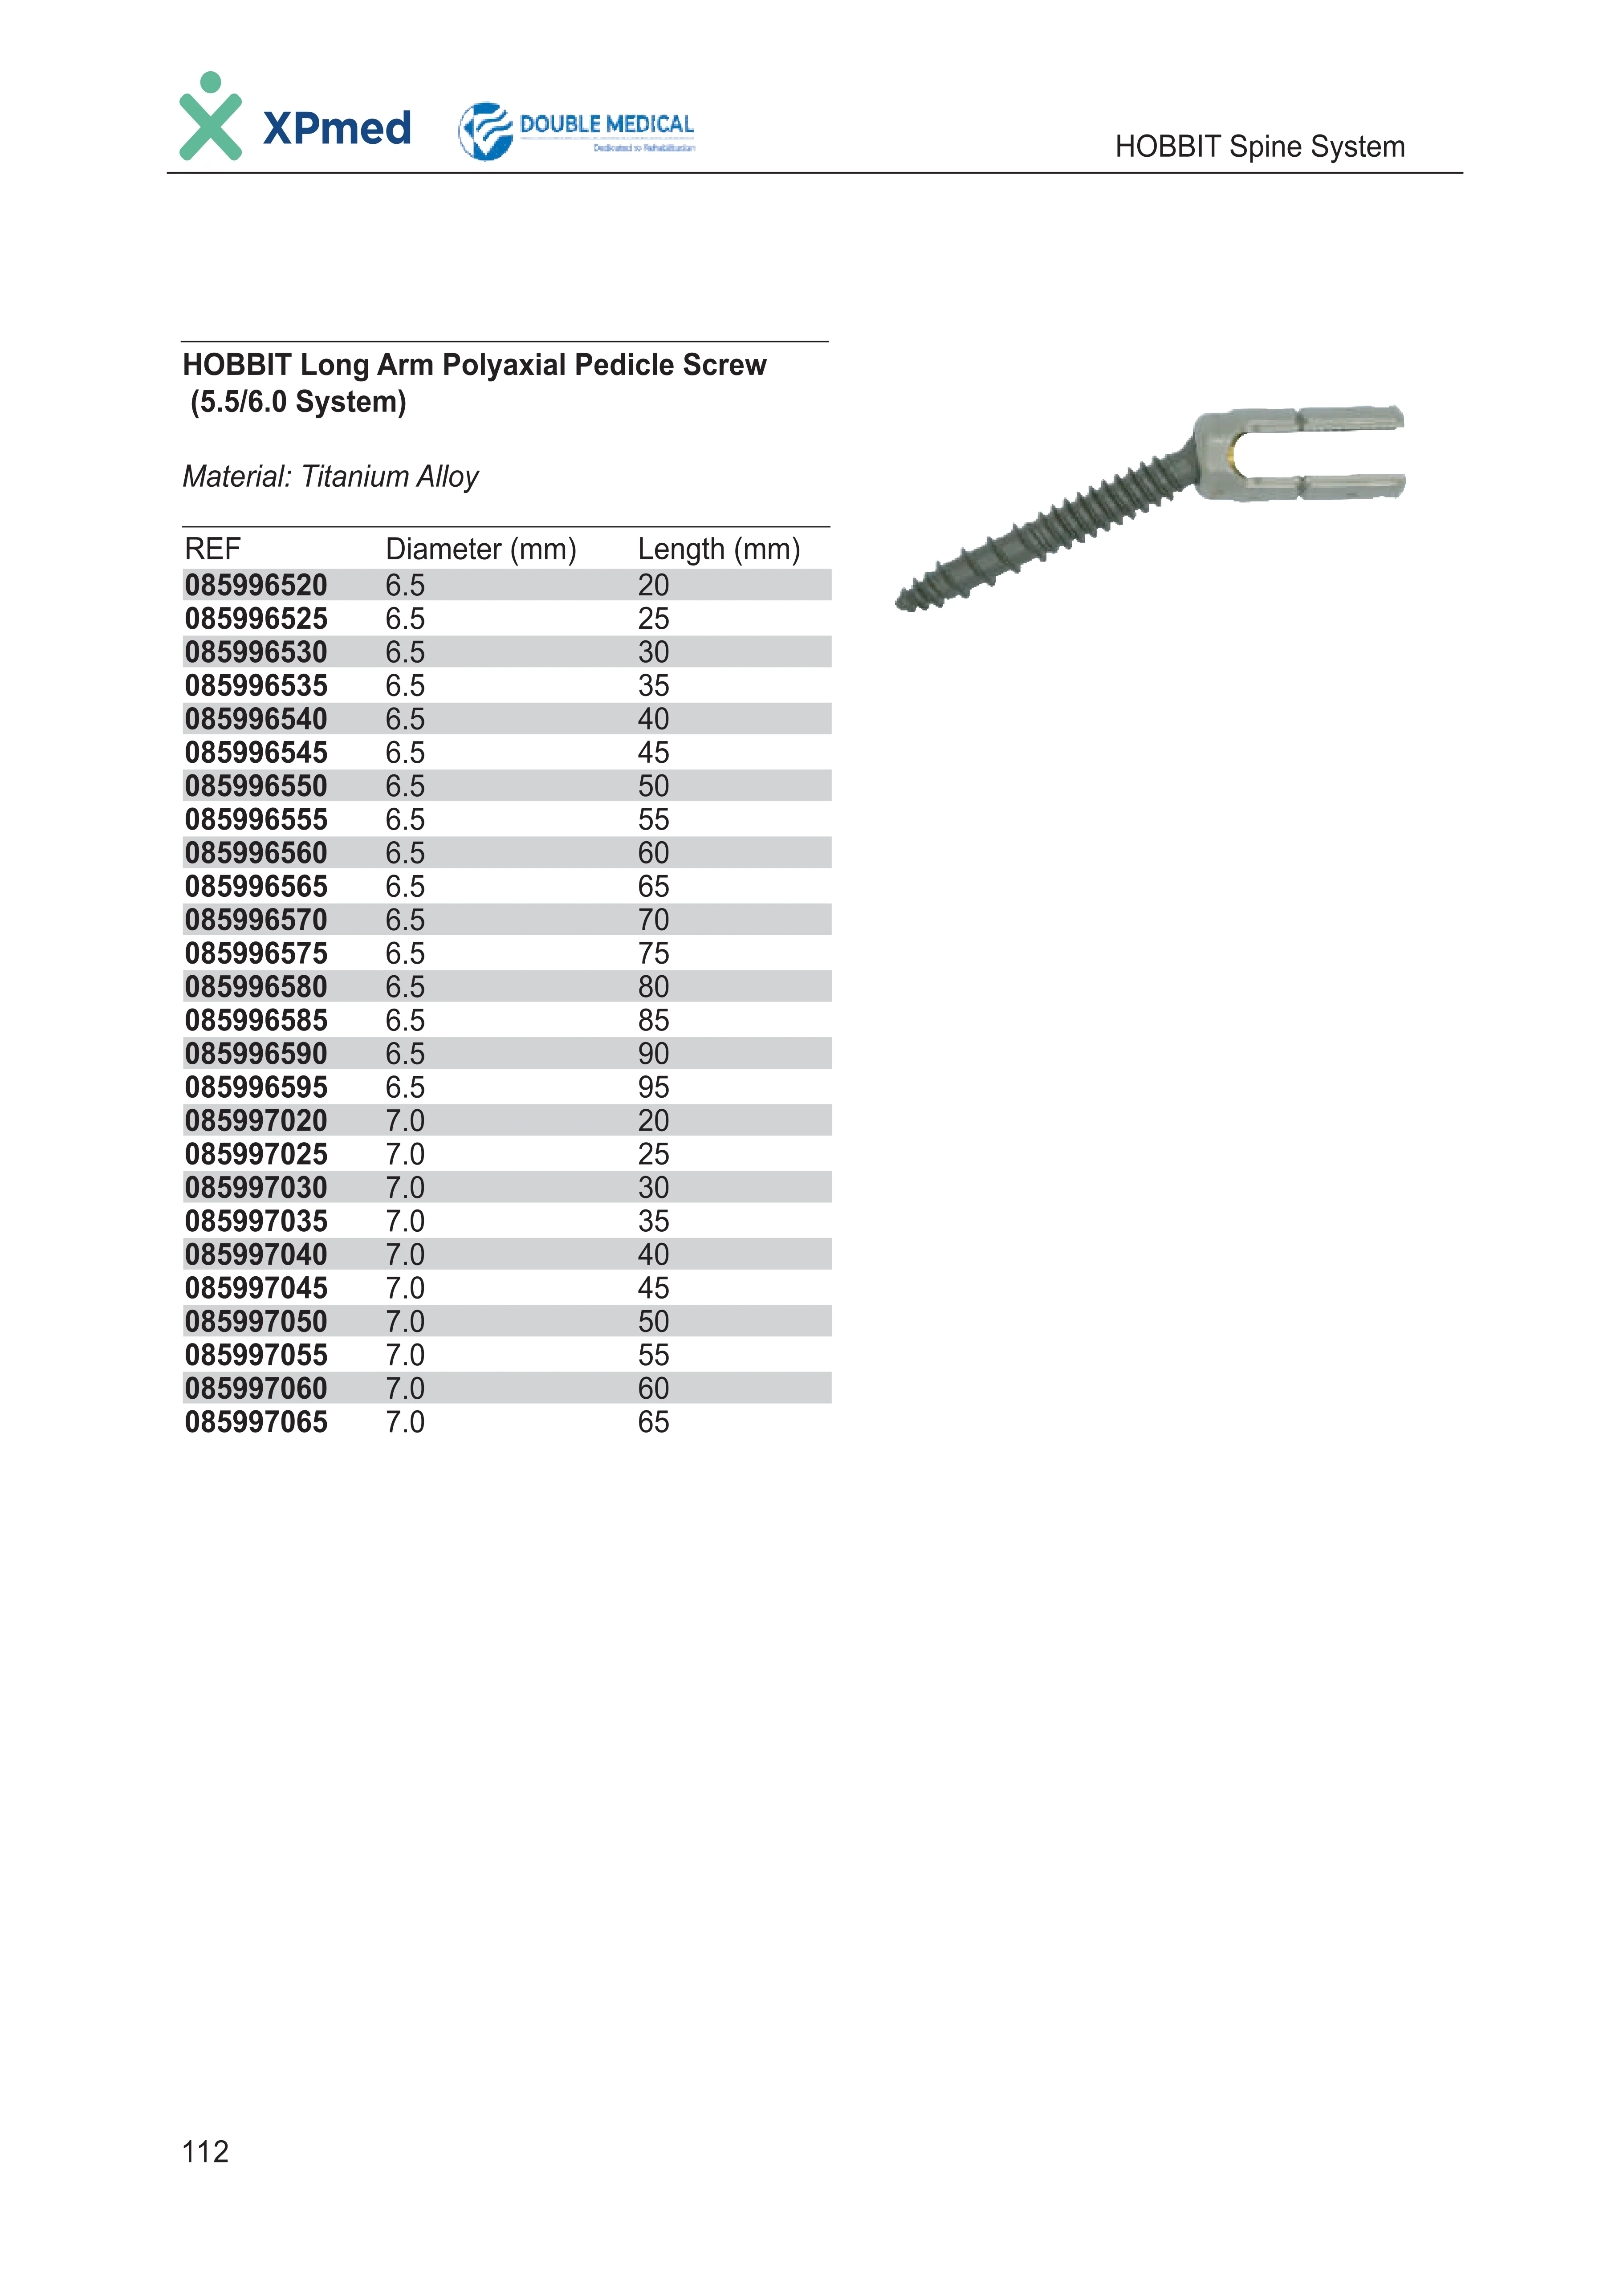 XPmed
DOUBLE MEDICAL
Dedicated to Rehabilitation
HOBBIT Spine System
HOBBIT Long Arm Polyaxial Pedicle Screw
(5.5/6.0 System)
Material: Titanium Alloy
REF Diameter (mm) Length (mm)
085996520 6.5 20
085996525 6.5 25
085996530 6.5 30
085996535 6.5 35
085996540 6.5 40
085996545 6.5 45
085996550 6.5 50
085996555 6.5 55
085996560 6.5 60
085996565 6.5 65
085996570 6.5 70
085996575 6.5 75
085996580 6.5 80
085996585 6.5 85
085996590 6.5 90
085996595 6.5 95
085997020 7.0 20
085997025 7.0 25
085997030 7.0 30
085997035 7.0 35
085997040 7.0 40
085997045 7.0 45
085997050 7.0 50
085997055 7.0 55
085997060 7.0 60
085997065 7.0 65
112